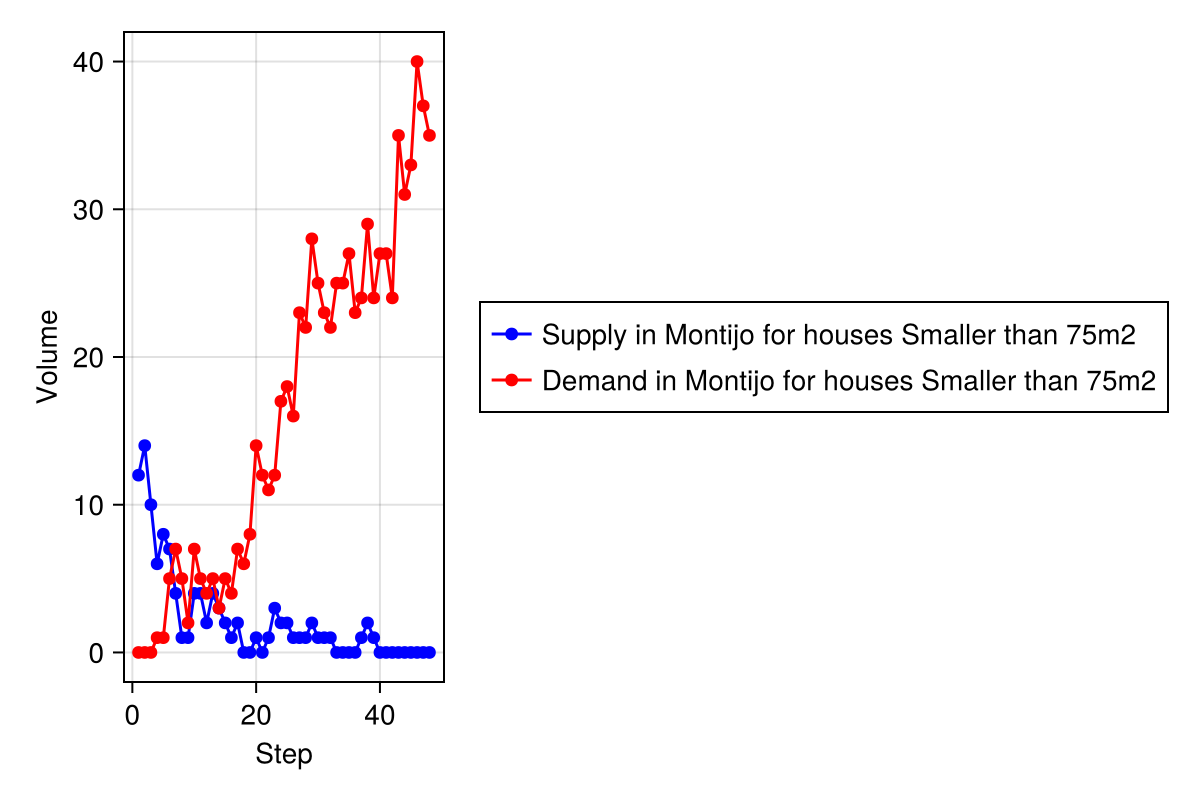 40
30
20
10
0
Volume
0 20 40
Step
Supply in Montijo for houses Smaller than 75m2
Demand in Montijo for houses Smaller than 75m2